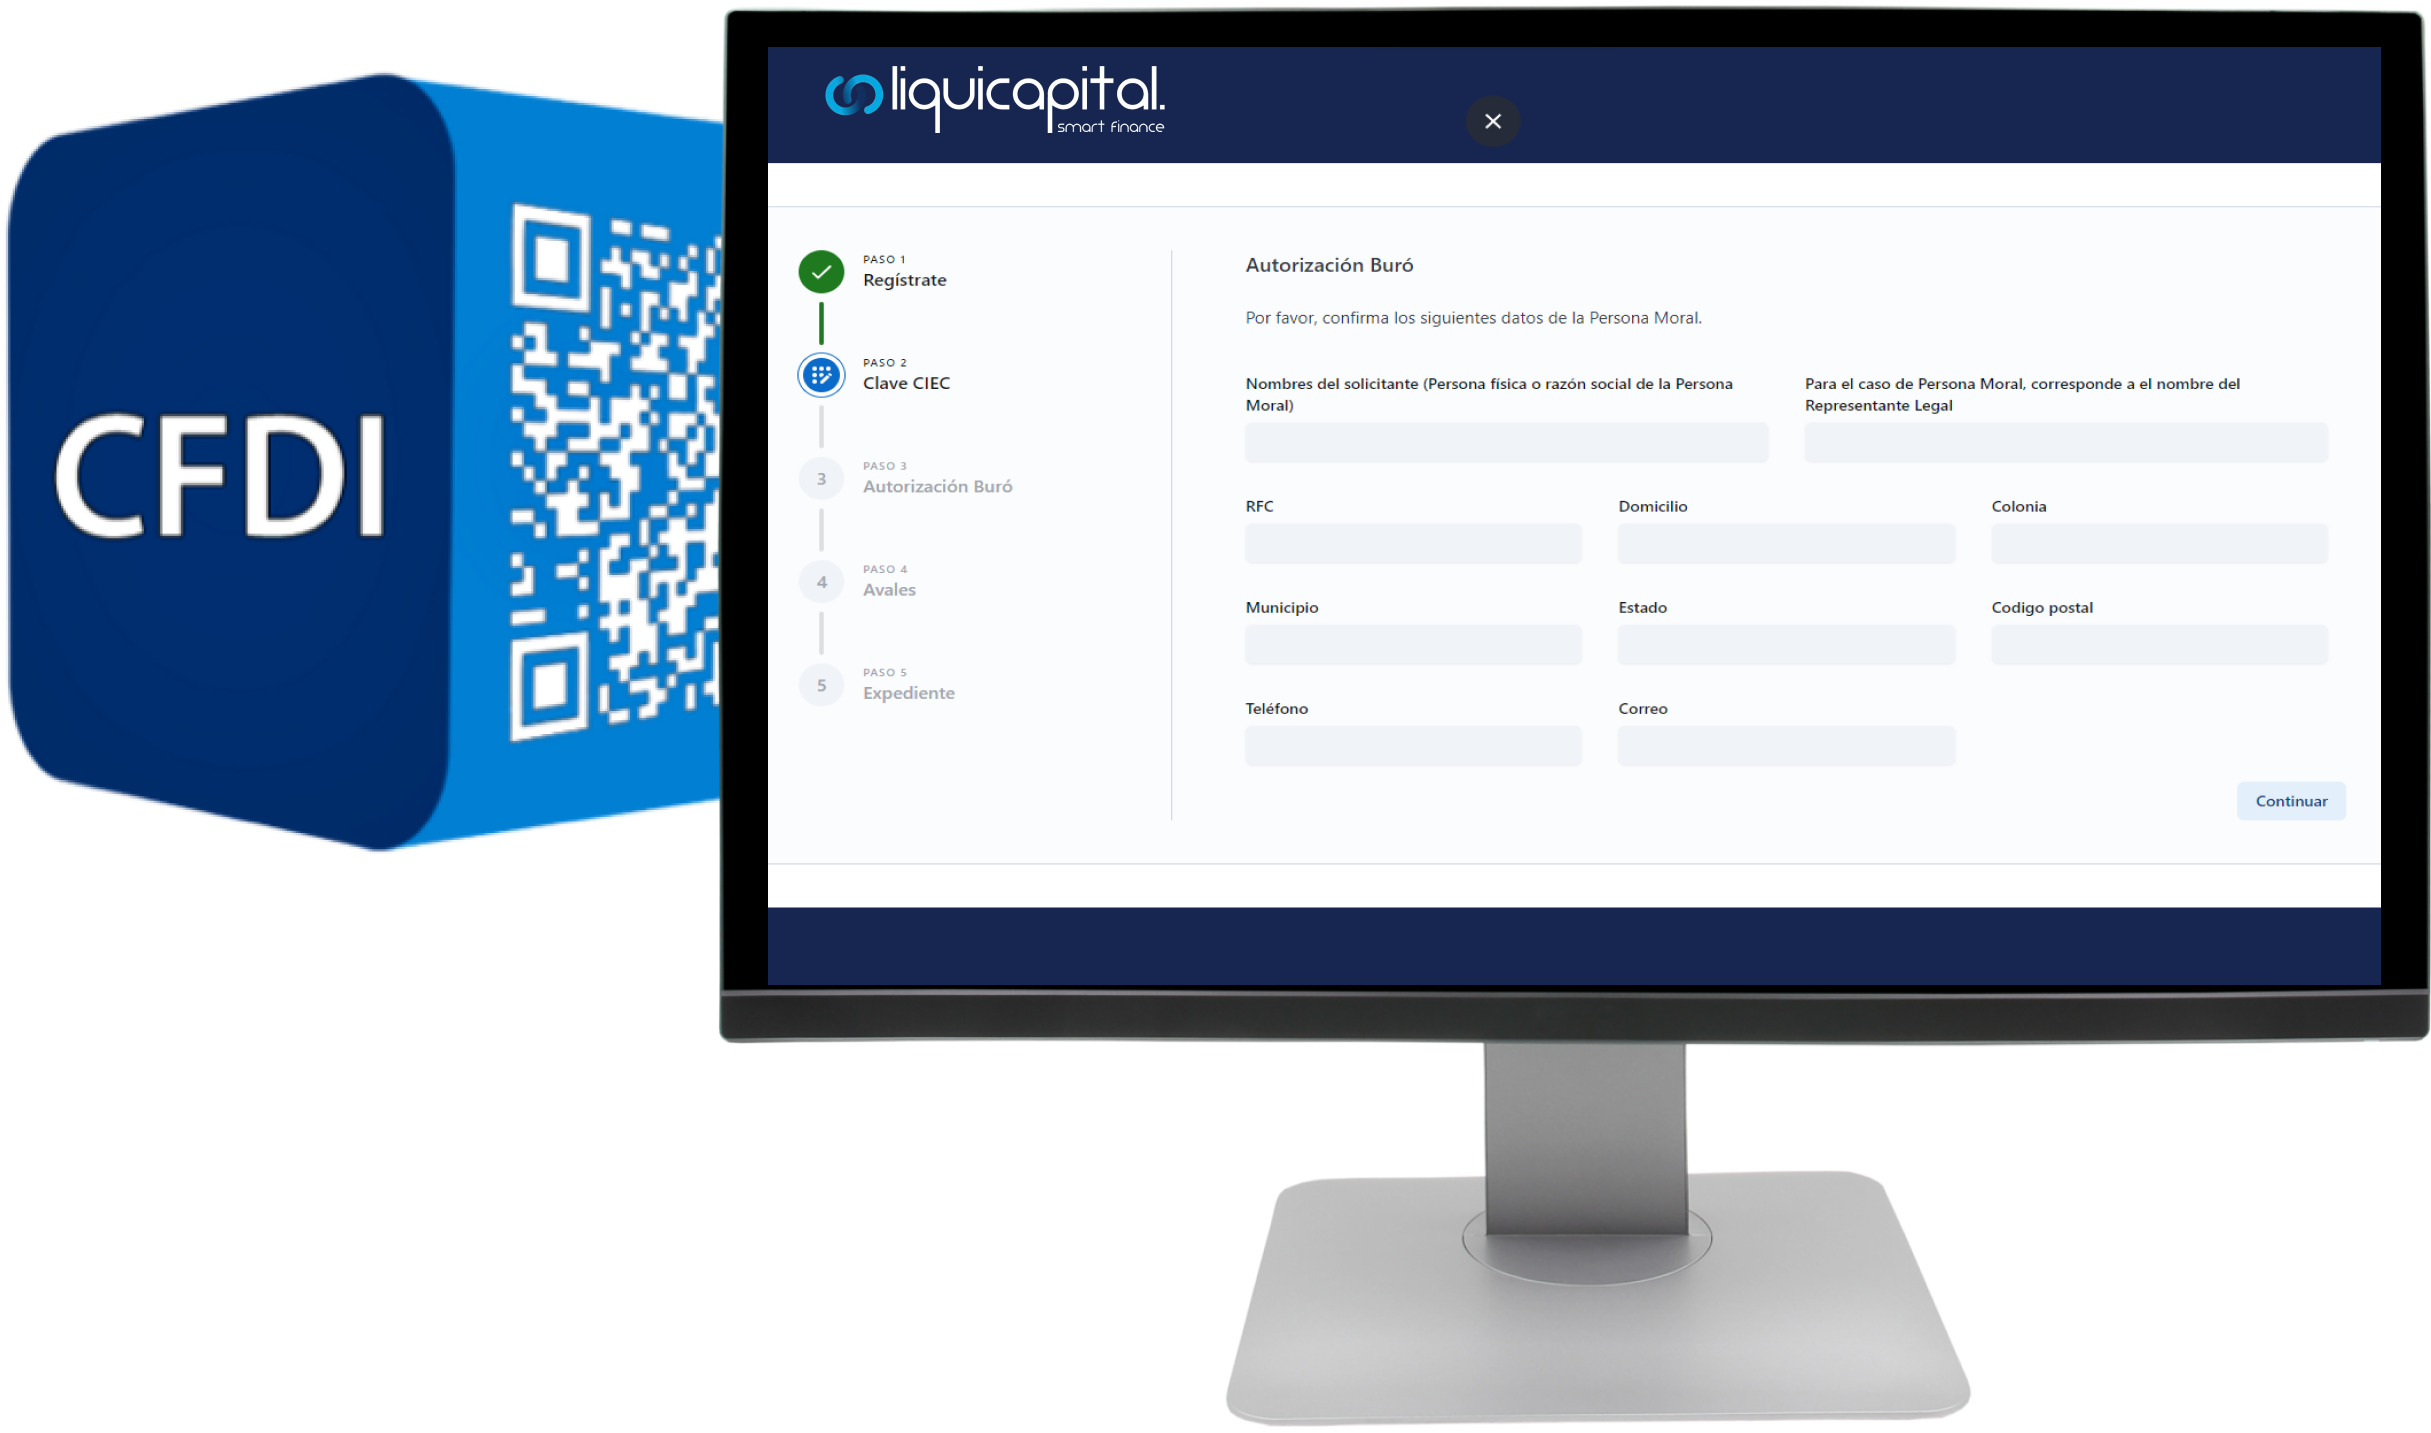 CFDI
liquicapital.
smart finance
PASO 1
Regístrate
PASO 2
Clave CIEC
3
PASO 3
Autorización Buró
4
PASO 4
Avales
5
PASO 5
Expediente
Autorización Buró
Por favor, confirma los siguientes datos de la Persona Moral.
Nombres del solicitante (Persona física o razón social de la Persona
Moral)
Para el caso de Persona Moral, corresponde a el nombre del
Representante Legal
RFC
Domicilio
Colonia
Municipio
Estado
Codigo postal
Teléfono
Correo
Continuar